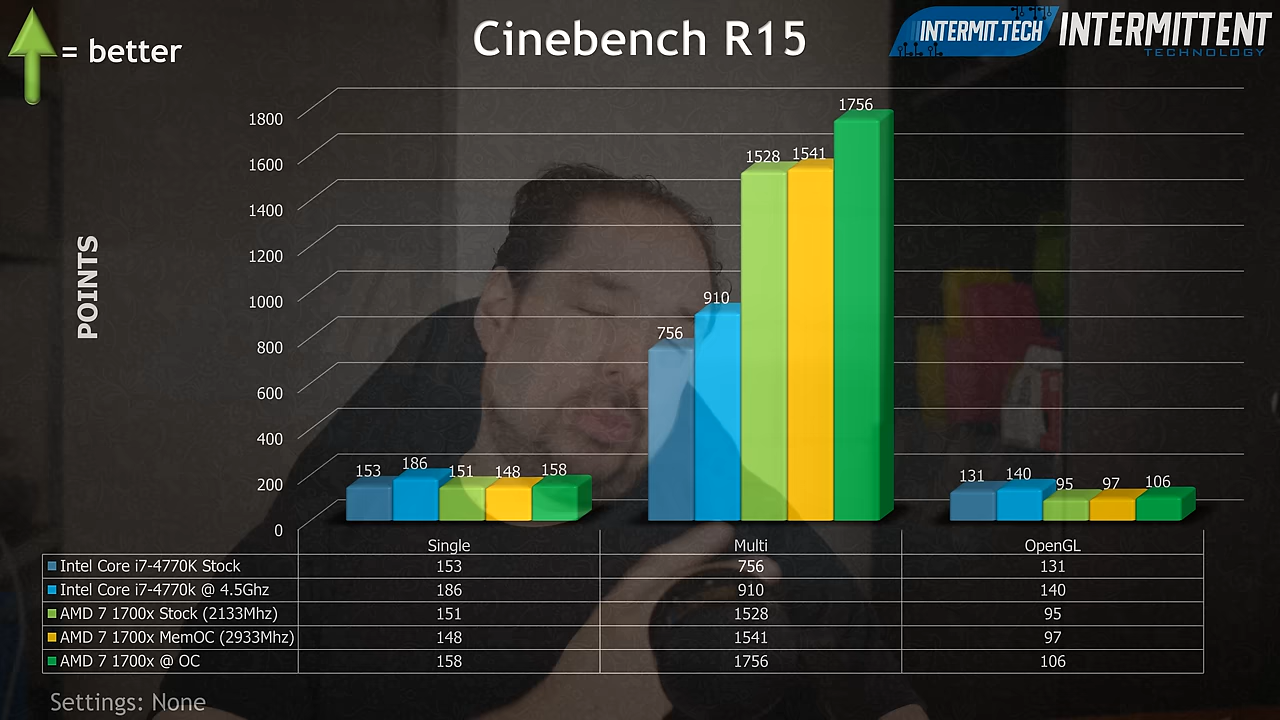 = better
Cinebench R15
INTERMIT.TECH
INTERMITTENT
TECHNOLOGY
POINTS
1800
1600
1400
1200
1000
800
600
400
200
0
153 186 151 148 158
756 910 1528 1541 1756
131 140 95 97 106
Single Multi OpenGL
Intel Core i7-4770K Stock 153 756 131
Intel Core i7-4770k @ 4.5Ghz 186 910 140
AMD 7 1700x Stock (2133Mhz) 151 1528 95
AMD 7 1700x MemOC (2933Mhz) 148 1541 97
AMD 7 1700x @ OC 158 1756 106
Settings: None